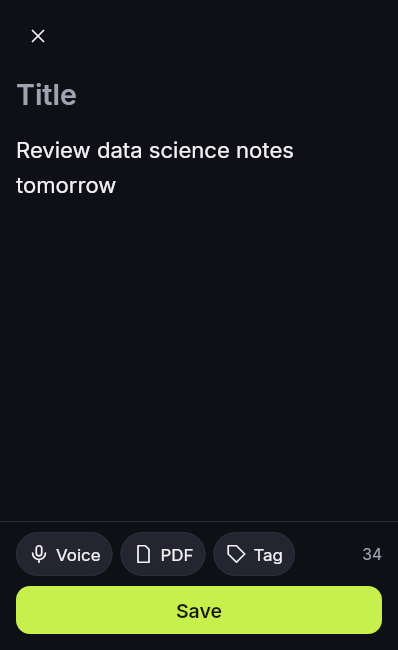 Title
Review data science notes
tomorrow
Voice
PDF
Tag
34
Save